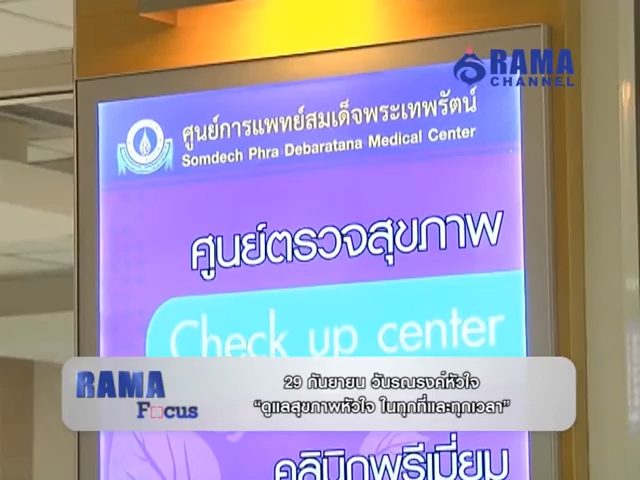 RAMA
CHANNEL
ศูนย์การแพทย์สมเด็จพระเทพรัตน์
Somdech Phra Debaratana Medical Center
ศูนย์ตรวจสุขภาพ
Check up center
RAMA
Focus
29 กันยายน วันรณรงค์หัวใจ
“ดูแลสุขภาพหัวใจ ในทุกที่และทุกเวลา”
คลินิกพรีเมี่ยม